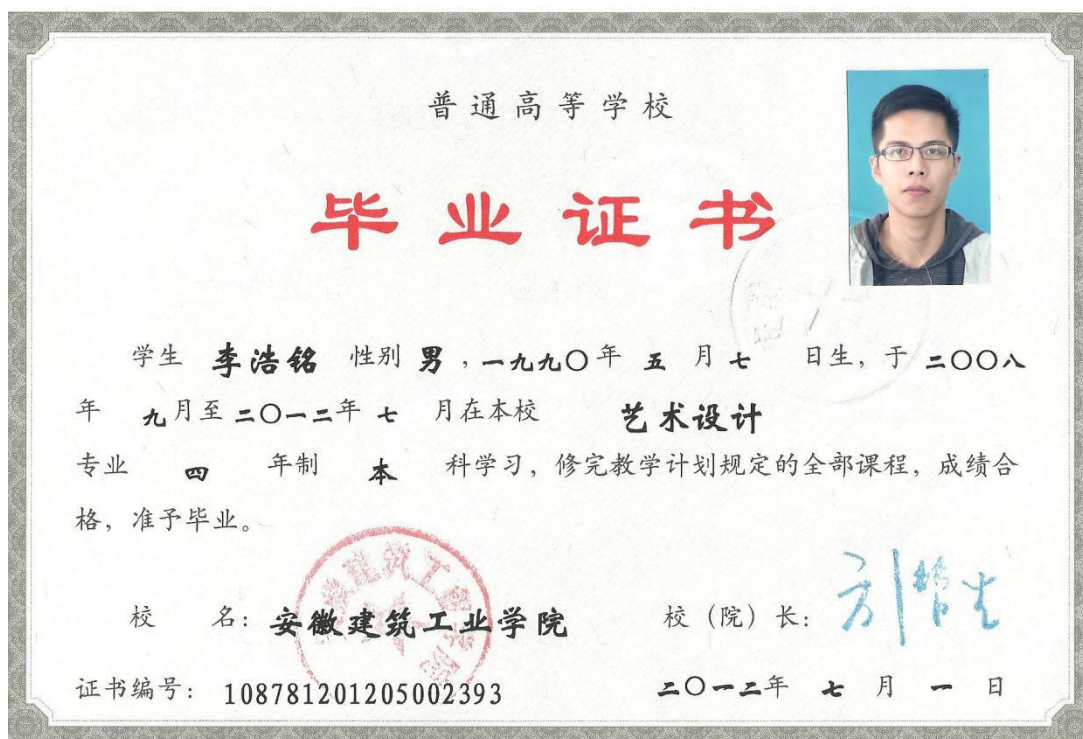 普通高等学校
毕业证书
学生 李浩铭 性别 男，一九九〇年 五 月 七 日生，于 二〇〇八
年 九月至 二〇一二年 七 月在本校 艺术设计
专业 四 年制 本 科学习，修完教学计划规定的全部课程，成绩合
格，准予毕业。
校 名：安徽建筑工业学院 校（院）长：
证书编号：108781201205002393 二〇一二年 七 月 一 日